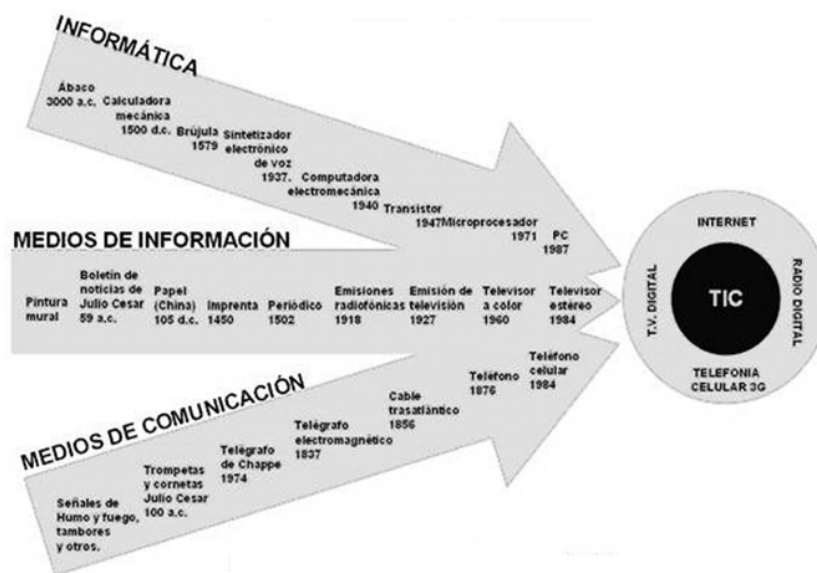 INFORMÁTICA
Ábaco
3000 a.c.
Calculadora
mecánica
1500 d.c.
Brújula
1579
Sintetizador
electrónico
de voz
1937.
Computadora
electromecánica
1940
Transistor
1947
Microprocesador
1971
PC
1987
MEDIOS DE INFORMACIÓN
Pintura
mural
Boletín de
noticias de
Julio Cesar
59 a.c.
Papel
(China)
105 d.c.
Imprenta
1450
Periódico
1502
Emisiones
radiofónicas
1918
Emisión de
televisión
1927
Televisor
a color
1960
Televisor
estéreo
1984
MEDIOS DE COMUNICACIÓN
Señales de
Humo y fuego,
tambores
y otros.
Trompetas
y cornetas
Julio Cesar
100 a.c.
Telégrafo
de Chappe
1974
Telégrafo
electromagnético
1837
Cable
trasatlántico
1856
Teléfono
1876
Teléfono
celular
1984
INTERNET
T.V. DIGITAL
TIC
RADIO DIGITAL
TELEFONIA
CELULAR 3G